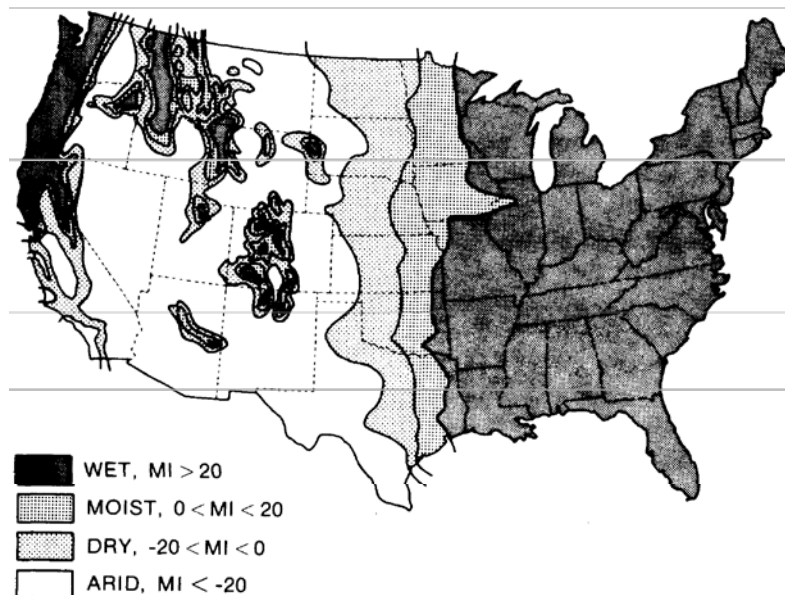 WET, MI > 20
MOIST, 0 < MI < 20
DRY, -20 < MI < 0
ARID, MI < -20